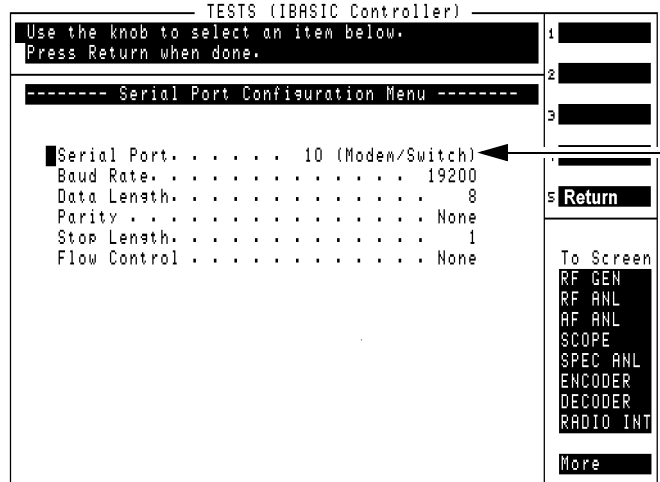 TESTS (IBASIC Controller)
Use the knob to select an item below.
Press Return when done.
-------- Serial Port Configuration Menu --------
Serial Port. . . . . . 10 (Modem/Switch)
Baud Rate. . . . . . . . . . . . . 19200
Data Length. . . . . . . . . . . . . . 8
Parity . . . . . . . . . . . . . . None
Stop Length. . . . . . . . . . . . . . 1
Flow Control . . . . . . . . . . . None
1
2
3
4
5 Return
To Screen
RF GEN
RF ANL
AF ANL
SCOPE
SPEC ANL
ENCODER
DECODER
RADIO INT
More